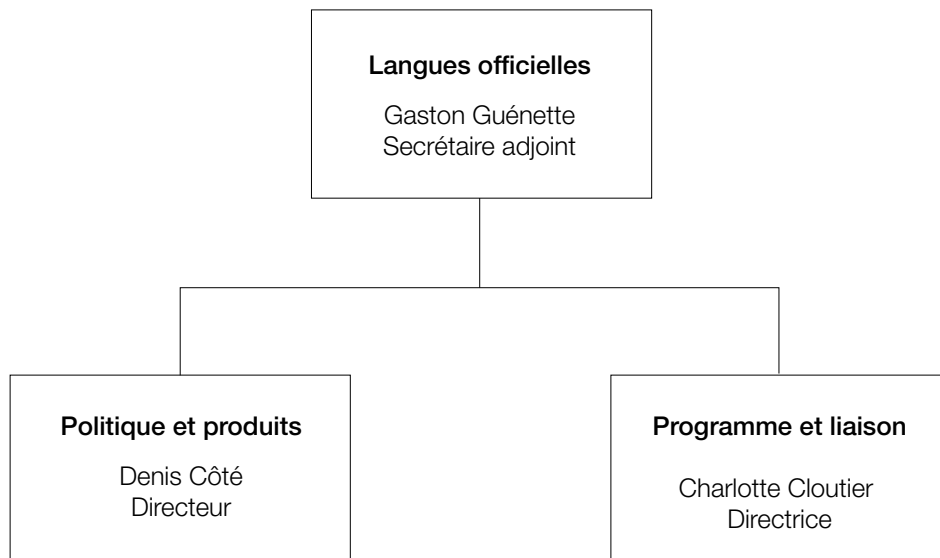 Langues officielles
Gaston Guénette
Secrétaire adjoint
Politique et produits
Denis Côté
Directeur
Programme et liaison
Charlotte Cloutier
Directrice